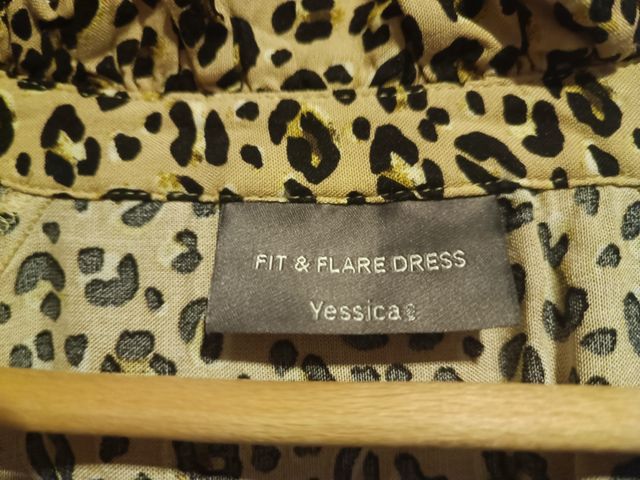 FIT & FLARE DRESS
Yessica